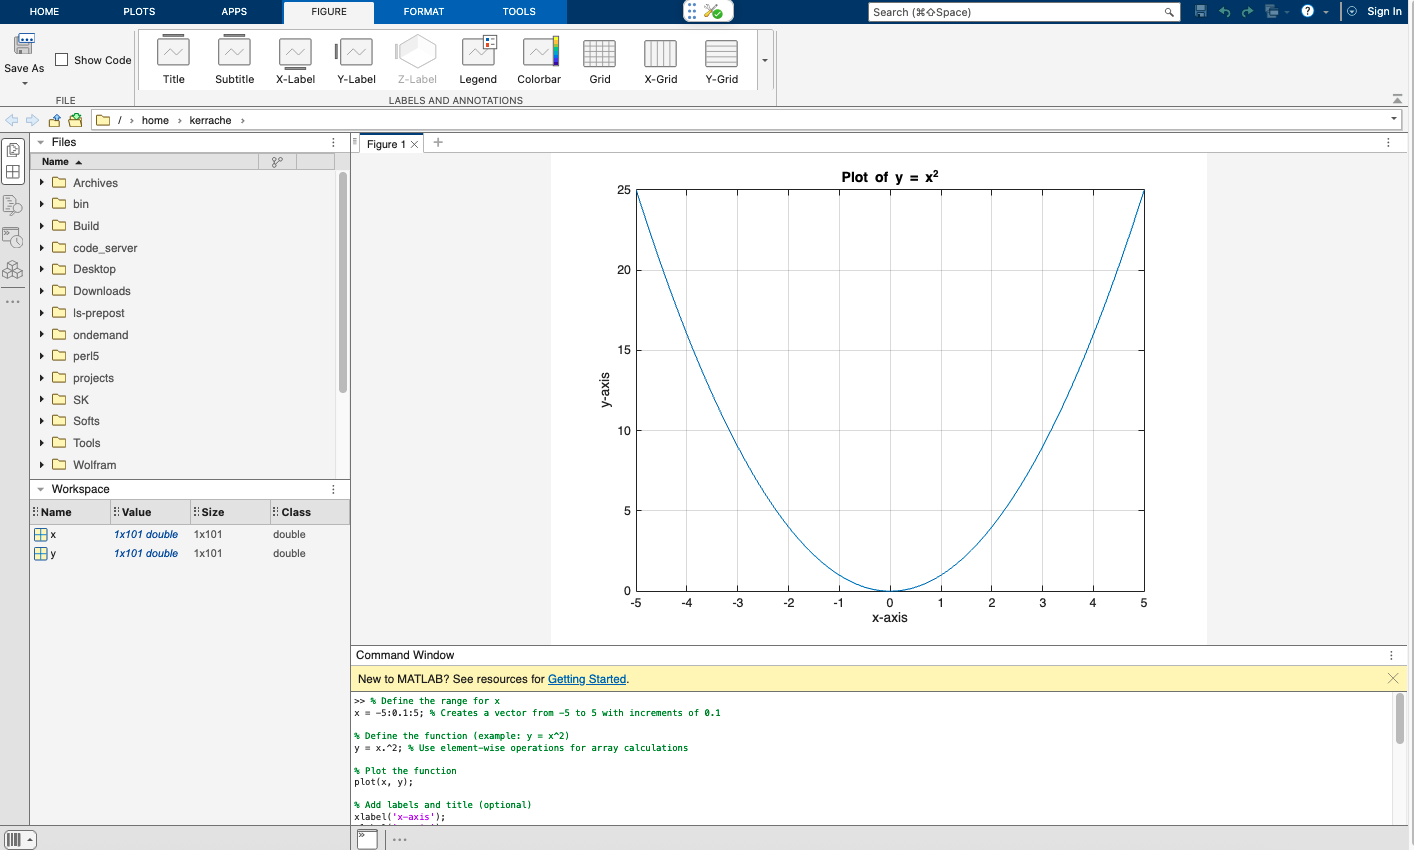 HOME PLOTS APPS FIGURE FORMAT TOOLS
Search (⌘⇧Space)
Sign In
Save As
Show Code
FILE
Title Subtitle X-Label Y-Label Z-Label Legend Colorbar Grid X-Grid Y-Grid
LABELS AND ANNOTATIONS
/ › home › kerrache ›
Files
Name
Archives
bin
Build
code_server
Desktop
Downloads
ls-prepost
ondemand
perl5
projects
SK
Softs
Tools
Wolfram
Workspace
Name Value Size Class
x 1x101 double 1x101 double
y 1x101 double 1x101 double
Figure 1
Plot of y = x²
25
20
15
10
5
0
y-axis
-5 -4 -3 -2 -1 0 1 2 3 4 5
x-axis
Command Window
New to MATLAB? See resources for Getting Started.
>> % Define the range for x
x = -5:0.1:5; % Creates a vector from -5 to 5 with increments of 0.1
% Define the function (example: y = x^2)
y = x.^2; % Use element-wise operations for array calculations
% Plot the function
plot(x, y);
% Add labels and title (optional)
xlabel('x-axis');